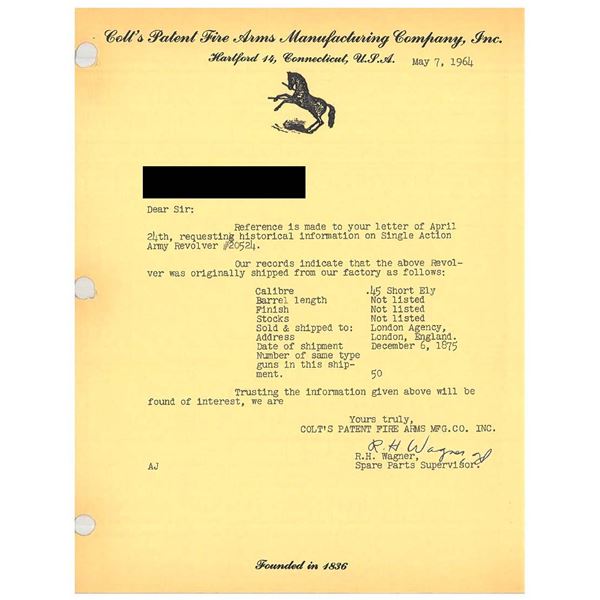 Colt's Patent Fire Arms Manufacturing Company, Inc.
Hartford 14, Connecticut, U.S.A.
May 7, 1964
Dear Sir:
Reference is made to your letter of April
24th, requesting historical information on Single Action
Army Revolver #20524.
Our records indicate that the above Revol-
ver was originally shipped from our factory as follows:
Calibre .45 Short Ely
Barrel length Not listed
Finish Not listed
Stocks Not listed
Sold & shipped to: London Agency,
Address London, England.
Date of shipment December 6, 1875
Number of same type
guns in this ship-
ment. 50
Trusting the information given above will be
found of interest, we are
Yours truly,
COLT'S PATENT FIRE ARMS MFG.CO. INC.
R.H. Wagner
R.H. Wagner,
AJ Spare Parts Supervisor.
Founded in 1836